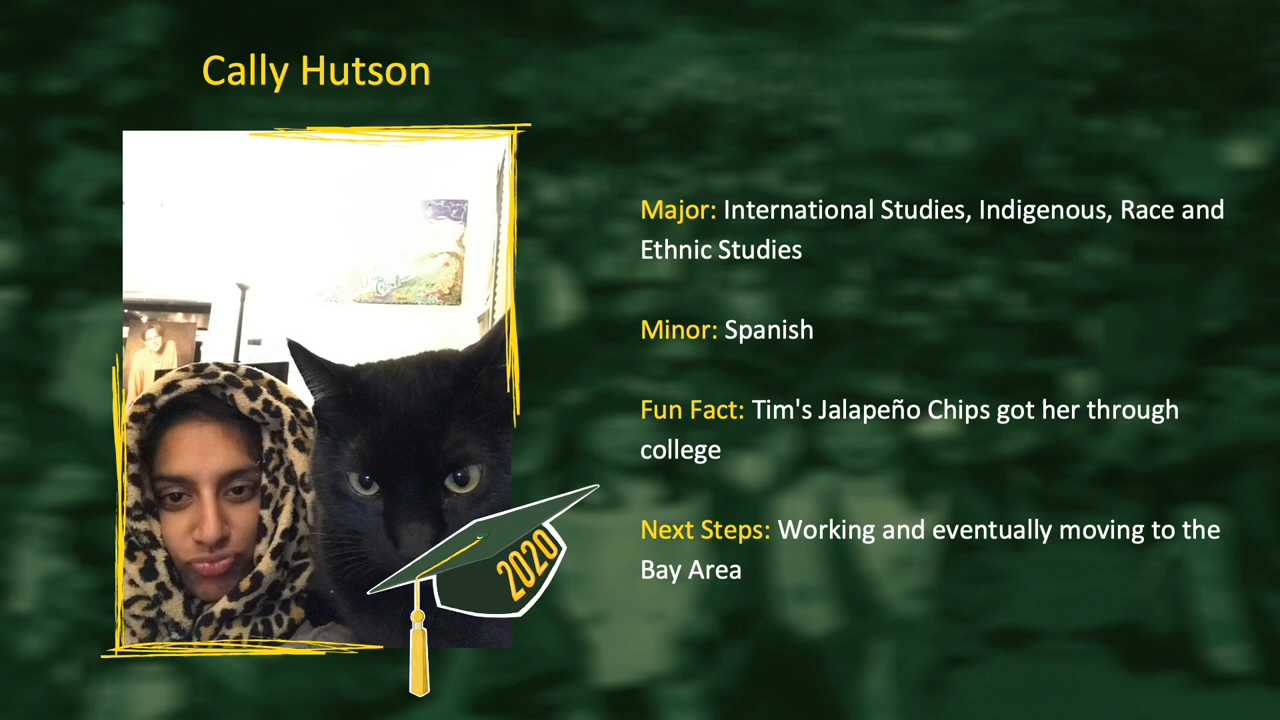 Cally Hutson
Major: International Studies, Indigenous, Race and
Ethnic Studies
Minor: Spanish
Fun Fact: Tim's Jalapeño Chips got her through
college
Next Steps: Working and eventually moving to the
Bay Area
2020